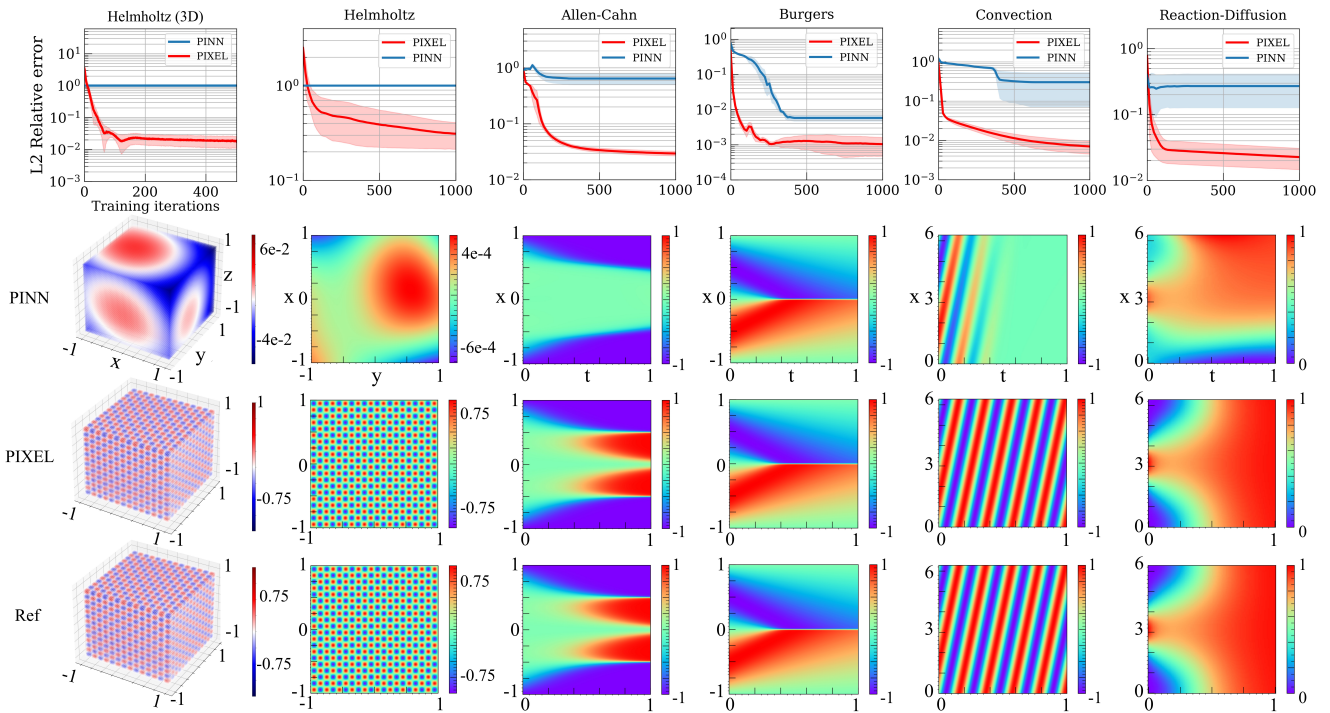 Helmholtz (3D) Helmholtz Allen-Cahn Burgers Convection Reaction-Diffusion
L2 Relative error
10^1 10^0 10^-1 10^-2 10^-3
PINN
PIXEL
0 200 400
Training iterations
10^0 10^-1
PIXEL
PINN
0 500 1000
10^0 10^-1 10^-2
PIXEL
PINN
0 500 1000
10^0 10^-1 10^-2 10^-3 10^-4
PIXEL
PINN
0 500 1000
10^1 10^0 10^-1 10^-2 10^-3
PIXEL
PINN
0 500 1000
10^0 10^-1 10^-2
PIXEL
PINN
0 500 1000
PINN
1 z -1 1 y -1 1 x -1
6e-2 -4e-2
1 x 0 -1
-1 y 1
4e-4 -6e-4
1 x 0 -1
0 t 1
1 -1
1 x 0 -1
0 t 1
1 -1
6 x 3 0
0 t 1
1 -1
6 x 3 0
0 t 1
1 0
PIXEL
1 -1 1 -1 1 -1
1 -0.75
1 0 -1
-1 1
0.75 -0.75
1 0 -1
0 1
1 -1
1 0 -1
0 1
1 -1
6 3 0
0 1
1 -1
6 3 0
0 1
1 0
Ref
1 -1 1 -1 1 -1
0.75 -0.75
1 0 -1
-1 1
0.75 -0.75
1 0 -1
0 1
1 -1
1 0 -1
0 1
1 -1
6 3 0
0 1
1 -1
6 3 0
0 1
1 0